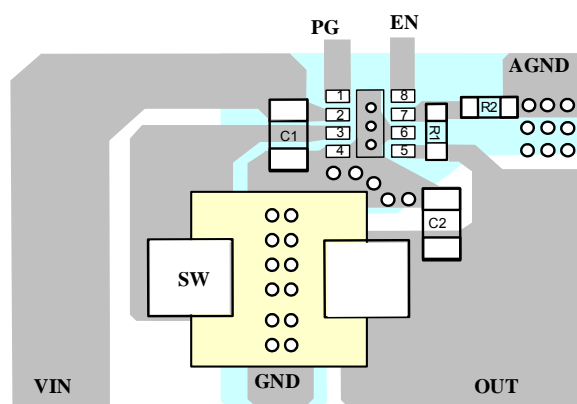 PG EN
AGND
1 8
2 7 R2
C1 3 6 R1
4 5
C2
SW
VIN GND OUT